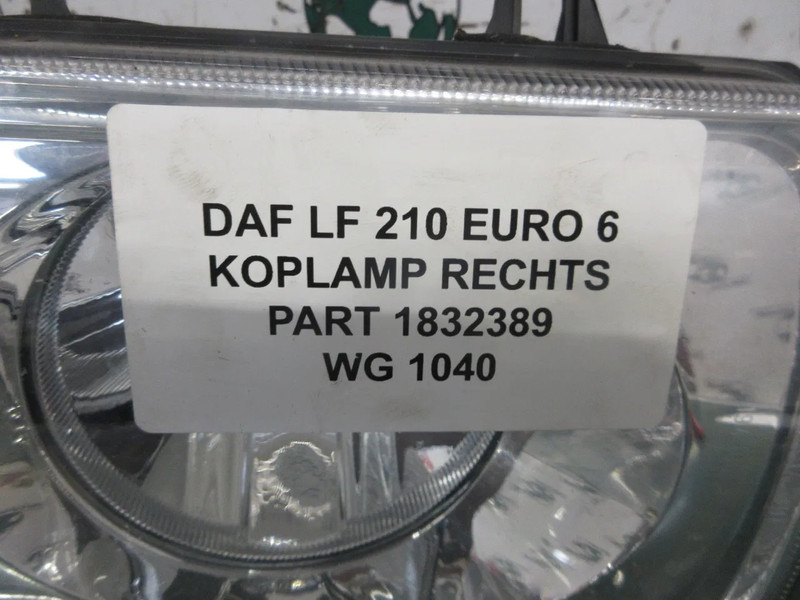 DAF LF 210 EURO 6
KOPLAMP RECHTS
PART 1832389
WG 1040